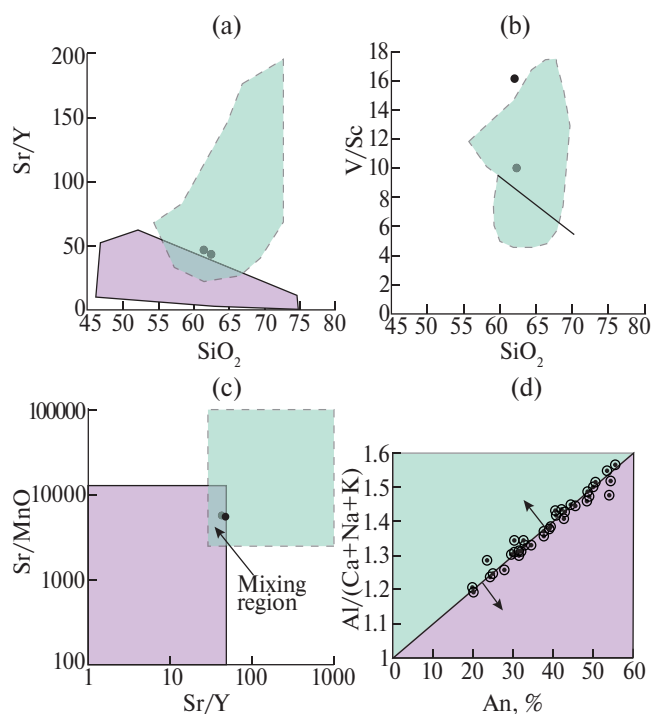 (a)
200
150
100
50
0
45 50 55 60 65 70 75 80
Sr/Y
SiO2
(b)
18
16
14
12
10
8
6
4
2
0
45 50 55 60 65 70 75 80
V/Sc
SiO2
(c)
100000
10000
1000
100
1 10 100 1000
Sr/MnO
Sr/Y
Mixing
region
(d)
1.6
1.5
1.4
1.3
1.2
1.1
1
0 10 20 30 40 50 60
Al/(Ca+Na+K)
An, %